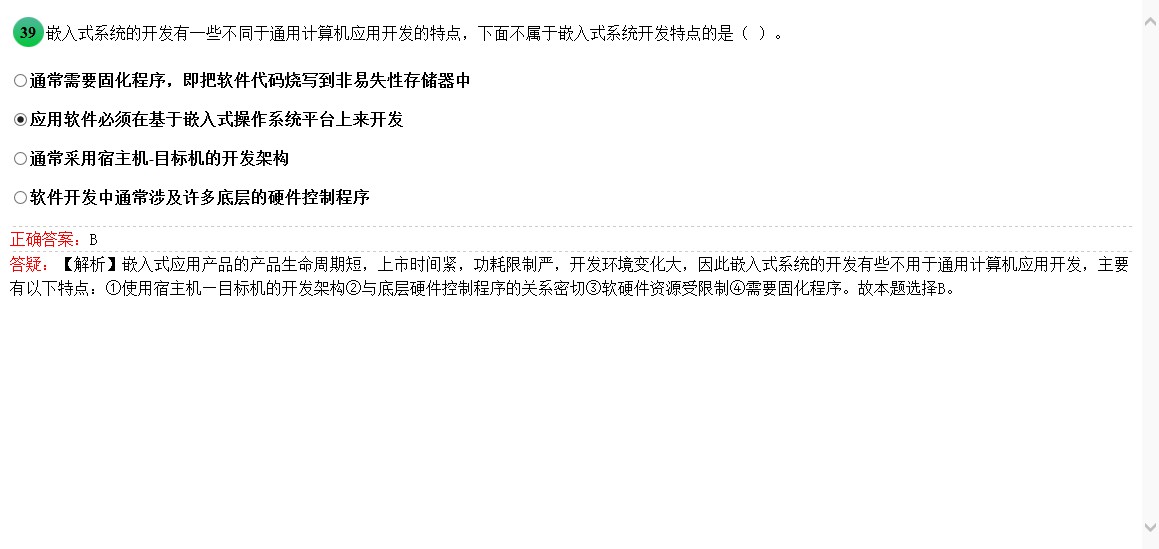 39 嵌入式系统的开发有一些不同于通用计算机应用开发的特点，下面不属于嵌入式系统开发特点的是（ ）。
通常需要固化程序，即把软件代码烧写到非易失性存储器中
应用软件必须在基于嵌入式操作系统平台上来开发
通常采用宿主机-目标机的开发架构
软件开发中通常涉及许多底层的硬件控制程序
正确答案：B
答疑：【解析】嵌入式应用产品的产品生命周期短，上市时间紧，功耗限制严，开发环境变化大，因此嵌入式系统的开发有些不用于通用计算机应用开发，主要
有以下特点：①使用宿主机—目标机的开发架构②与底层硬件控制程序的关系密切③软硬件资源受限制④需要固化程序。故本题选择B。